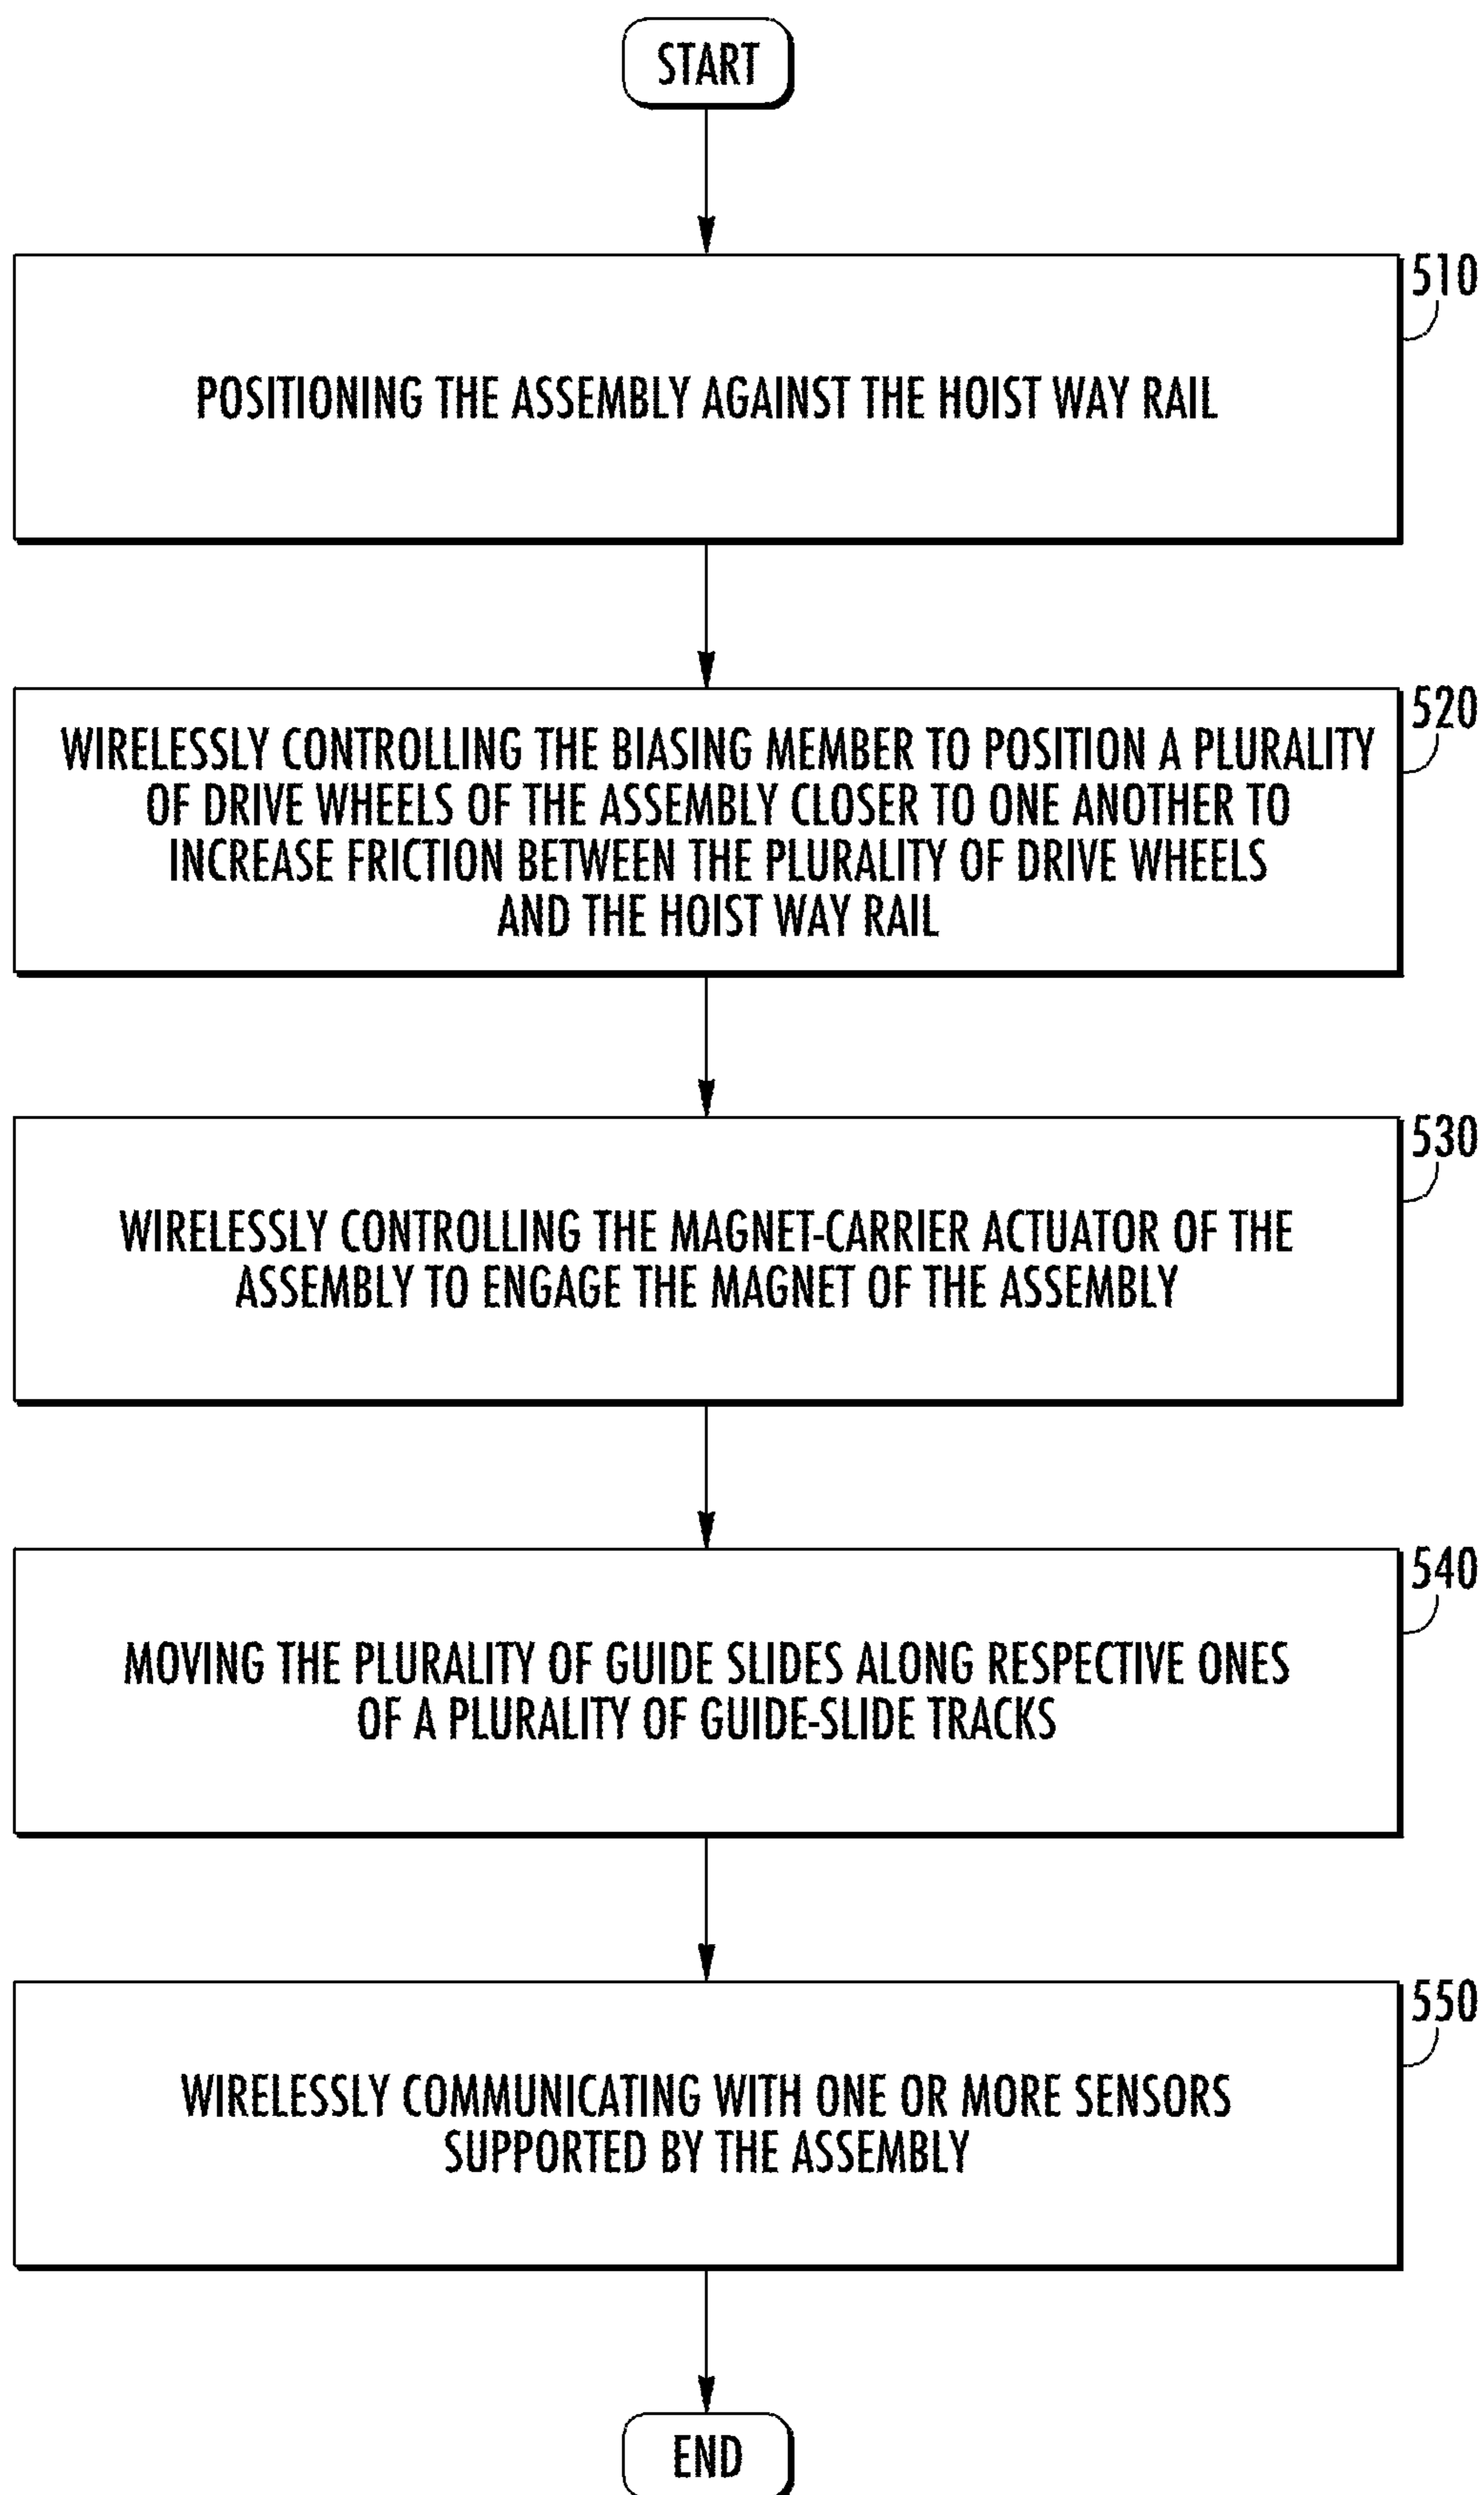 START
510
POSITIONING THE ASSEMBLY AGAINST THE HOIST WAY RAIL
520
WIRELESSLY CONTROLLING THE BIASING MEMBER TO POSITION A PLURALITY
OF DRIVE WHEELS OF THE ASSEMBLY CLOSER TO ONE ANOTHER TO
INCREASE FRICTION BETWEEN THE PLURALITY OF DRIVE WHEELS
AND THE HOIST WAY RAIL
530
WIRELESSLY CONTROLLING THE MAGNET-CARRIER ACTUATOR OF THE
ASSEMBLY TO ENGAGE THE MAGNET OF THE ASSEMBLY
540
MOVING THE PLURALITY OF GUIDE SLIDES ALONG RESPECTIVE ONES
OF A PLURALITY OF GUIDE-SLIDE TRACKS
550
WIRELESSLY COMMUNICATING WITH ONE OR MORE SENSORS
SUPPORTED BY THE ASSEMBLY
END